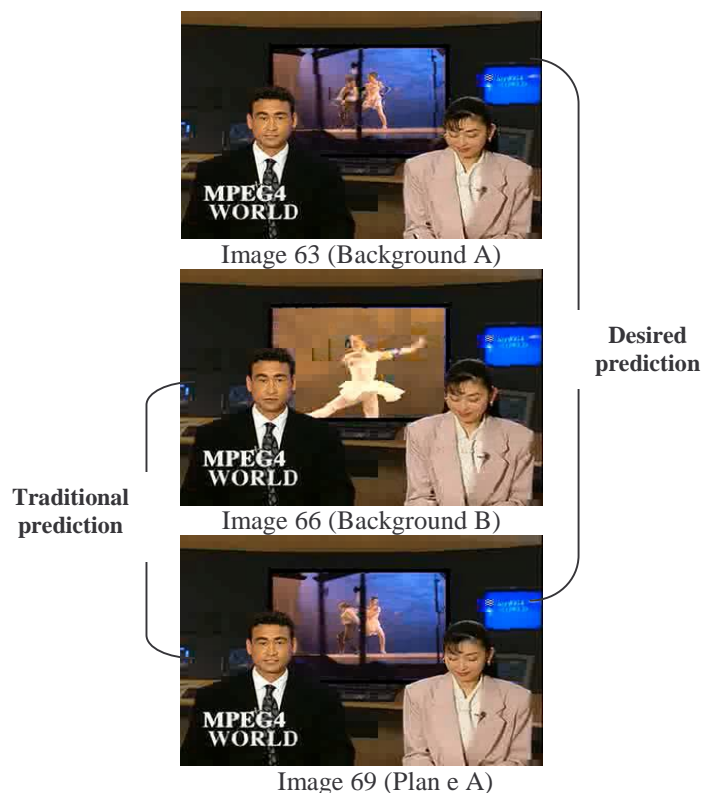 MPEG4
WORLD
Image 63 (Background A)
Desired
prediction
MPEG4
WORLD
Image 66 (Background B)
Traditional
prediction
MPEG4
WORLD
Image 69 (Plan e A)